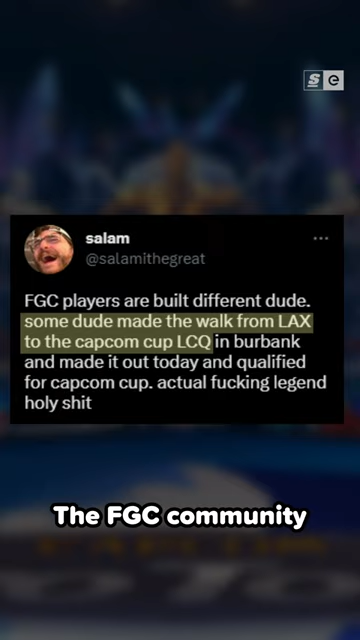 S e
salam
@salamithegreat
FGC players are built different dude.
some dude made the walk from LAX
to the capcom cup LCQ in burbank
and made it out today and qualified
for capcom cup. actual fucking legend
holy shit
The FGC community